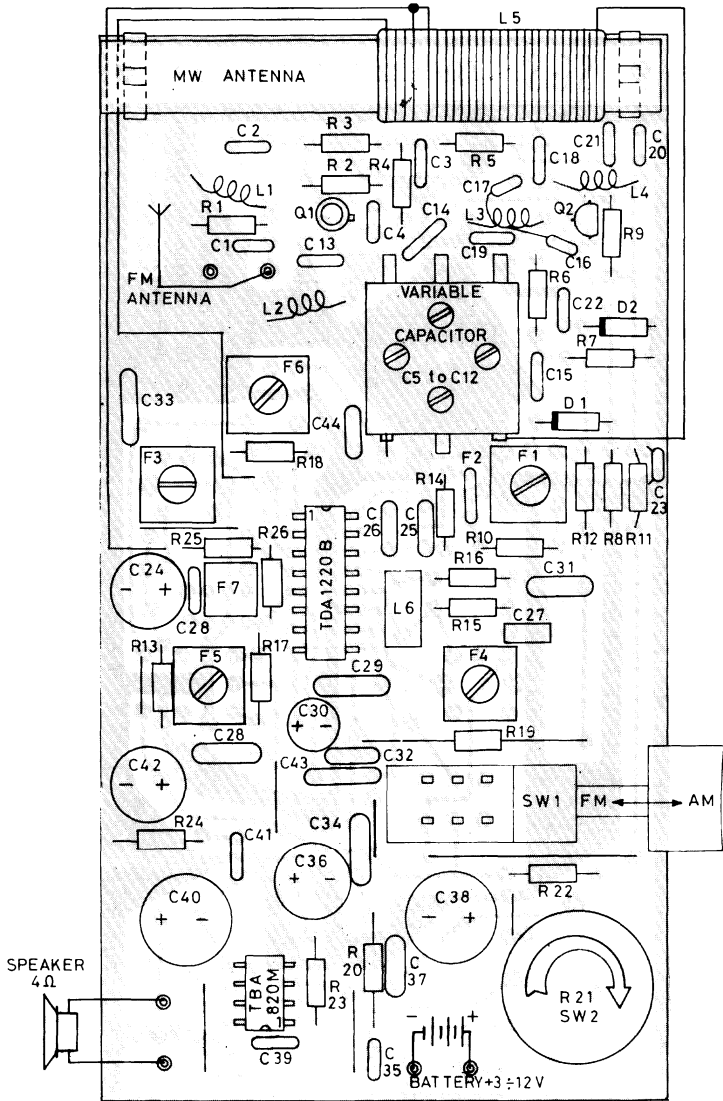 L5
MW ANTENNA
C2
R3
R2
R4
C3
R5
C18
C21
C
20
L1
R1
Q1
C4
C14
C17
L3
Q2
L4
R9
C1
C13
C19
C16
FM
ANTENNA
L2
VARIABLE
CAPACITOR
C5 to C12
R6
C22
D2
R7
C15
D1
C33
F6
C44
F3
R18
R14
F2
F1
C
23
R25
R26
1
TDA1220B
C
26
C
25
R10
R12
R8
R11
C24
- +
C28
F7
L6
R16
R15
C31
C27
R13
F5
R17
C29
F4
C30
+ -
R19
C28
C43
C32
C42
- +
SW1
FM
AM
R24
C41
C34
C36
+ -
R22
C40
+ -
C38
- +
SPEAKER
4Ω
TBA
820M
1
R
23
R
20
C
37
R21
SW2
C39
C
35
- +
BATTERY+3÷12V